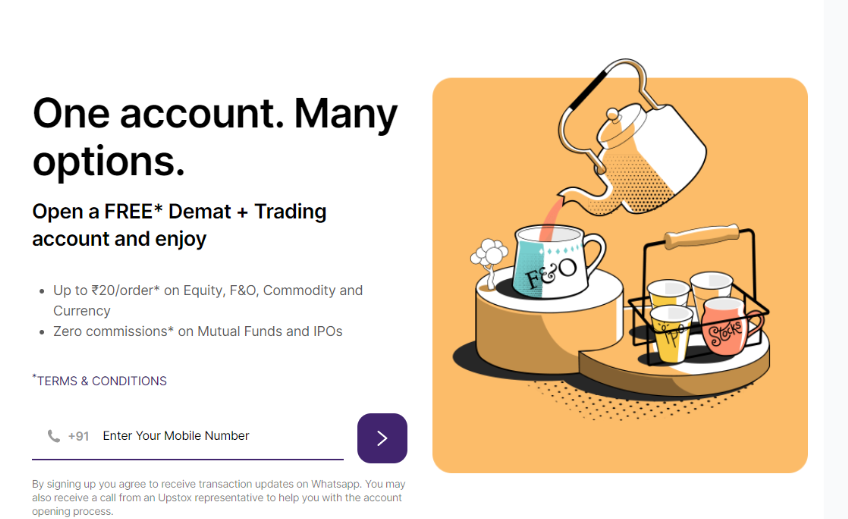 One account. Many
options.
Open a FREE* Demat + Trading
account and enjoy
• Up to ₹20/order* on Equity, F&O, Commodity and
Currency
• Zero commissions* on Mutual Funds and IPOs
*TERMS & CONDITIONS
+91 Enter Your Mobile Number
By signing up you agree to receive transaction updates on Whatsapp. You may
also receive a call from an Upstox representative to help you with the account
opening process.
F&O
IPO
Stocks